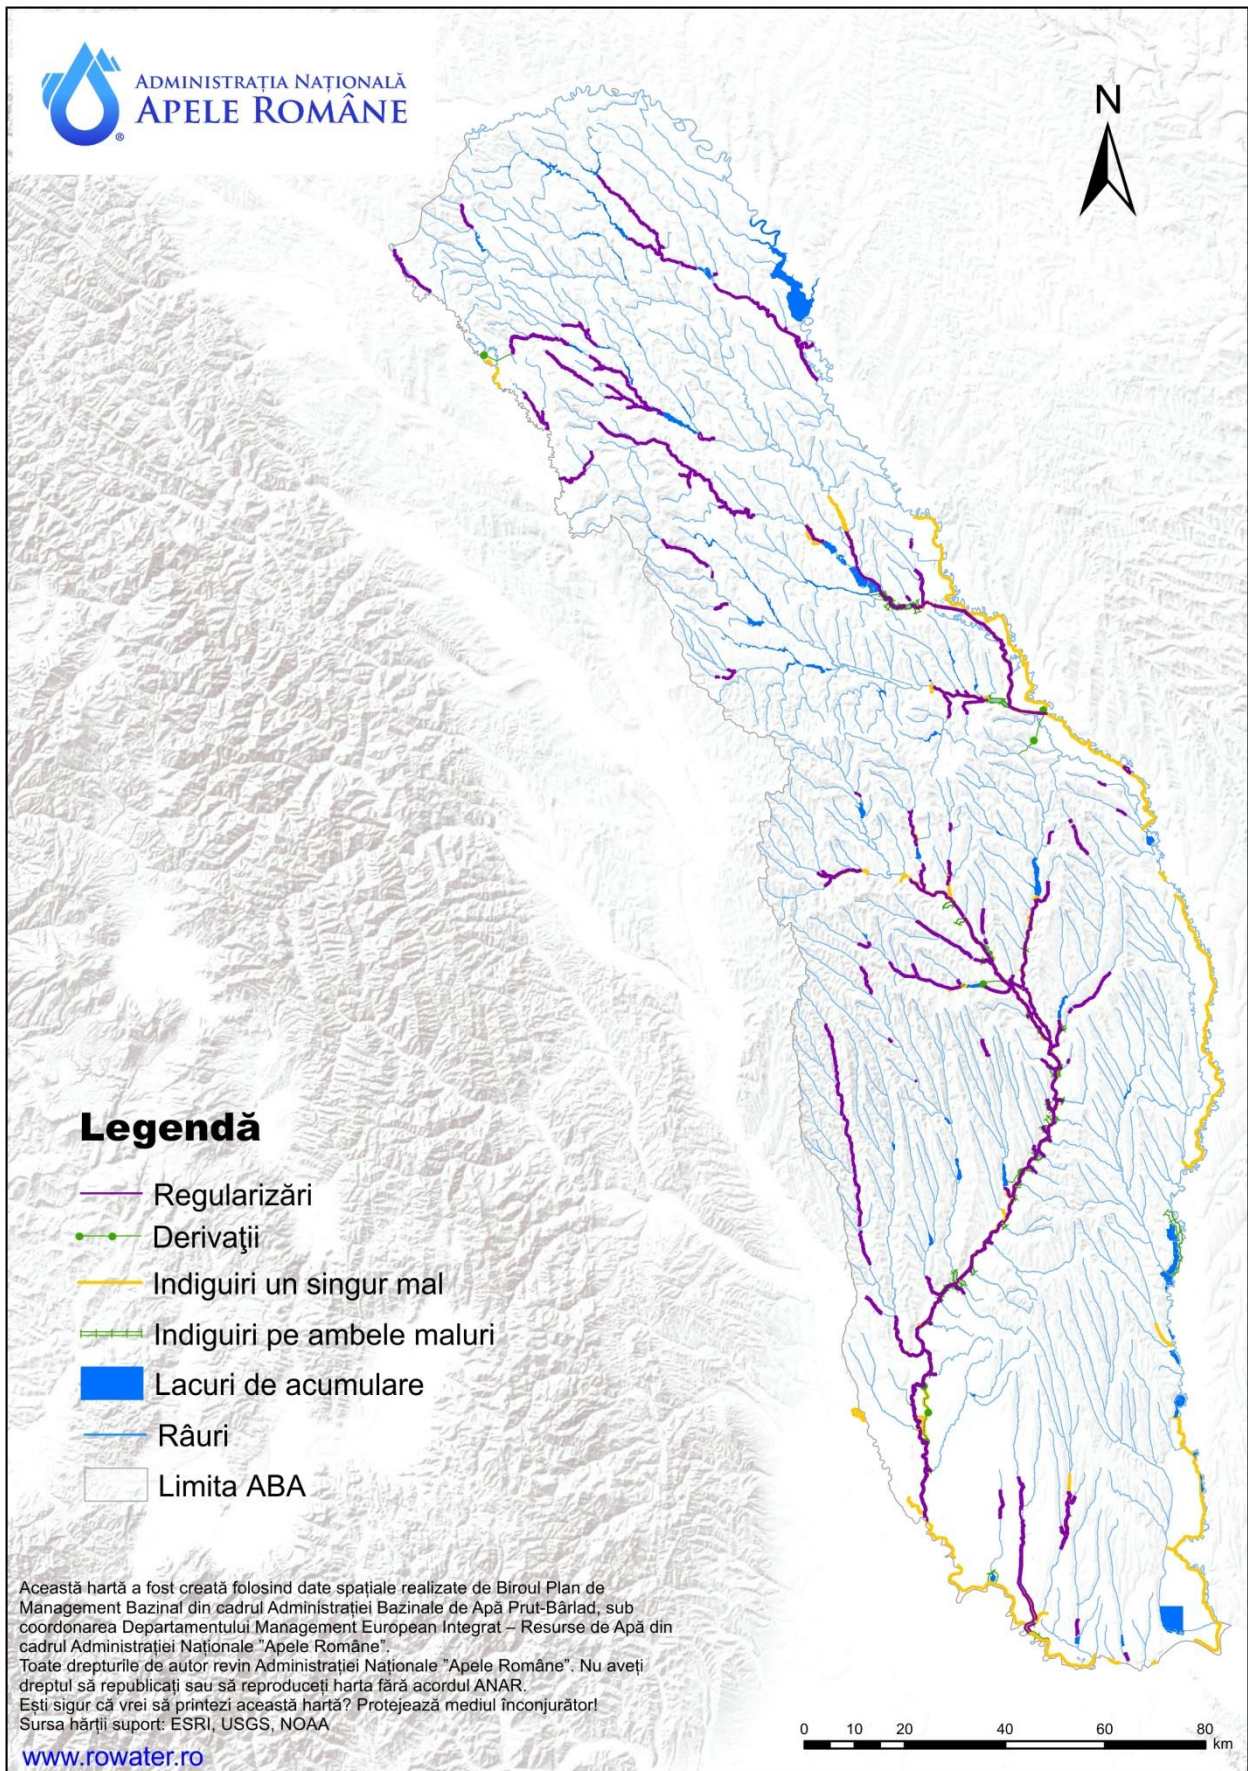 ADMINISTRAȚIA NAȚIONALĂ
APELE ROMÂNE
®
N
Legendă
Regularizări
Derivaţii
Indiguiri un singur mal
Indiguiri pe ambele maluri
Lacuri de acumulare
Râuri
Limita ABA
Această hartă a fost creată folosind date spațiale realizate de Biroul Plan de
Management Bazinal din cadrul Administrației Bazinale de Apă Prut-Bârlad, sub
coordonarea Departamentului Management European Integrat – Resurse de Apă din
cadrul Administrației Naționale "Apele Române".
Toate drepturile de autor revin Administrației Naționale "Apele Române". Nu aveți
dreptul să republicați sau să reproduceți harta fără acordul ANAR.
Ești sigur că vrei să printezi această hartă? Protejează mediul înconjurător!
Sursa hărții suport: ESRI, USGS, NOAA
www.rowater.ro
0 10 20 40 60 80
km